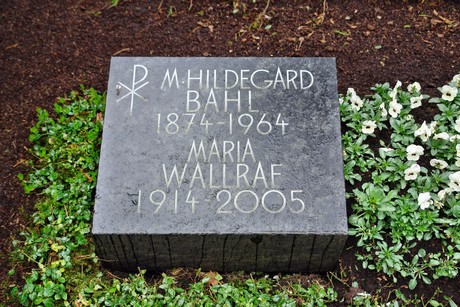 ☧ M·HILDEGARD
BAHL
1874-1964
MARIA
WALLRAF
1914-2005